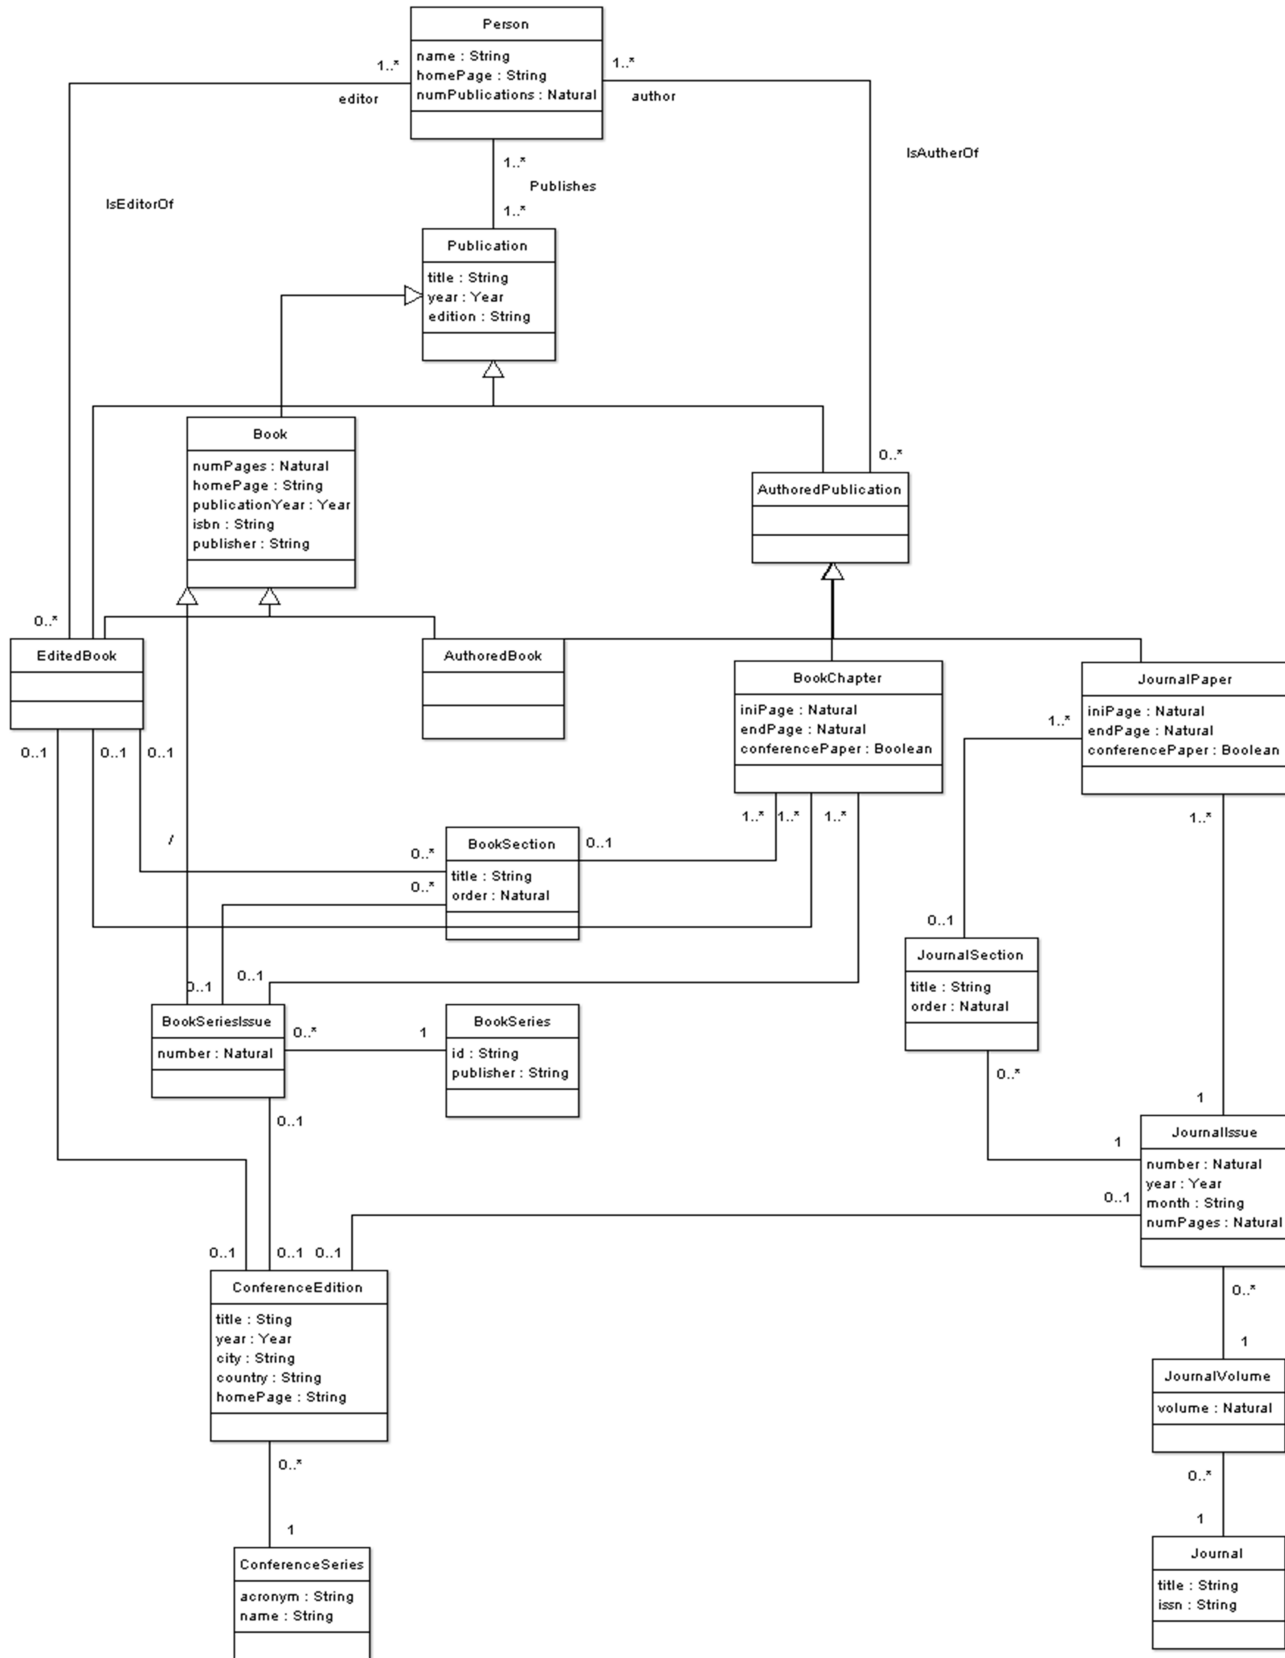 Person
name : String
homePage : String
numPublications : Natural
1..*
editor
1..*
author
IsAutherOf
1..*
Publishes
IsEditorOf
1..*
Publication
title : String
year : Year
edition : String
Book
numPages : Natural
homePage : String
publicationYear : Year
isbn : String
publisher : String
0..*
AuthoredPublication
0..*
EditedBook
AuthoredBook
BookChapter
iniPage : Natural
endPage : Natural
conferencePaper : Boolean
JournalPaper
iniPage : Natural
endPage : Natural
conferencePaper : Boolean
1..*
0..1
0..1
0..1
1..*
1..*
1..*
1..*
/
0..*
BookSection
title : String
order : Natural
0..1
0..*
0..1
JournalSection
title : String
order : Natural
0..1
0..1
BookSeriesIssue
number : Natural
0..*
1
BookSeries
id : String
publisher : String
0..*
1
0..1
1
JournalIssue
number : Natural
year : Year
month : String
numPages : Natural
0..1
0..1
0..1
0..1
ConferenceEdition
title : Sting
year : Year
city : String
country : String
homePage : String
0..*
1
JournalVolume
volume : Natural
0..*
1
0..*
1
ConferenceSeries
acronym : String
name : String
Journal
title : String
issn : String